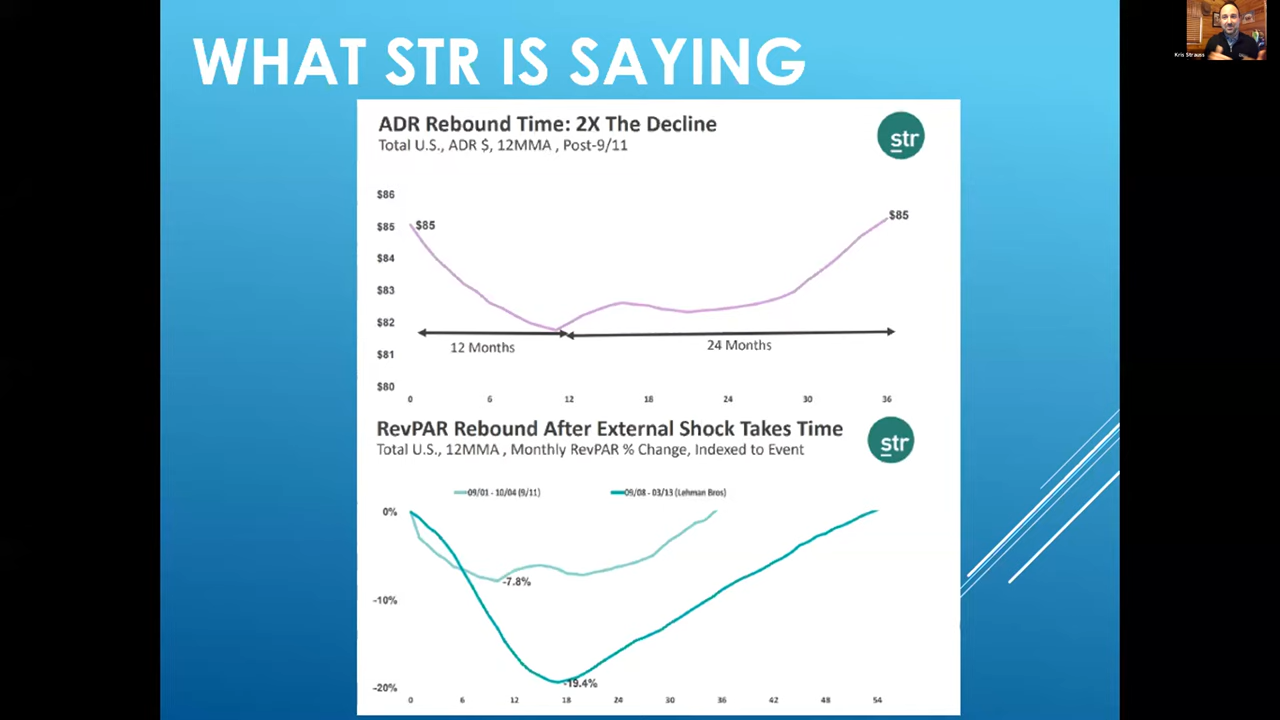 WHAT STR IS SAYING
Kris Strauss
ADR Rebound Time: 2X The Decline
Total U.S., ADR $, 12MMA , Post-9/11
str
$86
$85
$84
$83
$82
$81
$80
$85
$85
12 Months
24 Months
0 6 12 18 24 30 36
RevPAR Rebound After External Shock Takes Time
Total U.S., 12MMA , Monthly RevPAR % Change, Indexed to Event
str
09/01 - 10/04 (9/11) 09/08 - 03/13 (Lehman Bros)
0%
-10%
-20%
-7.8%
-19.4%
0 6 12 18 24 30 36 42 48 54